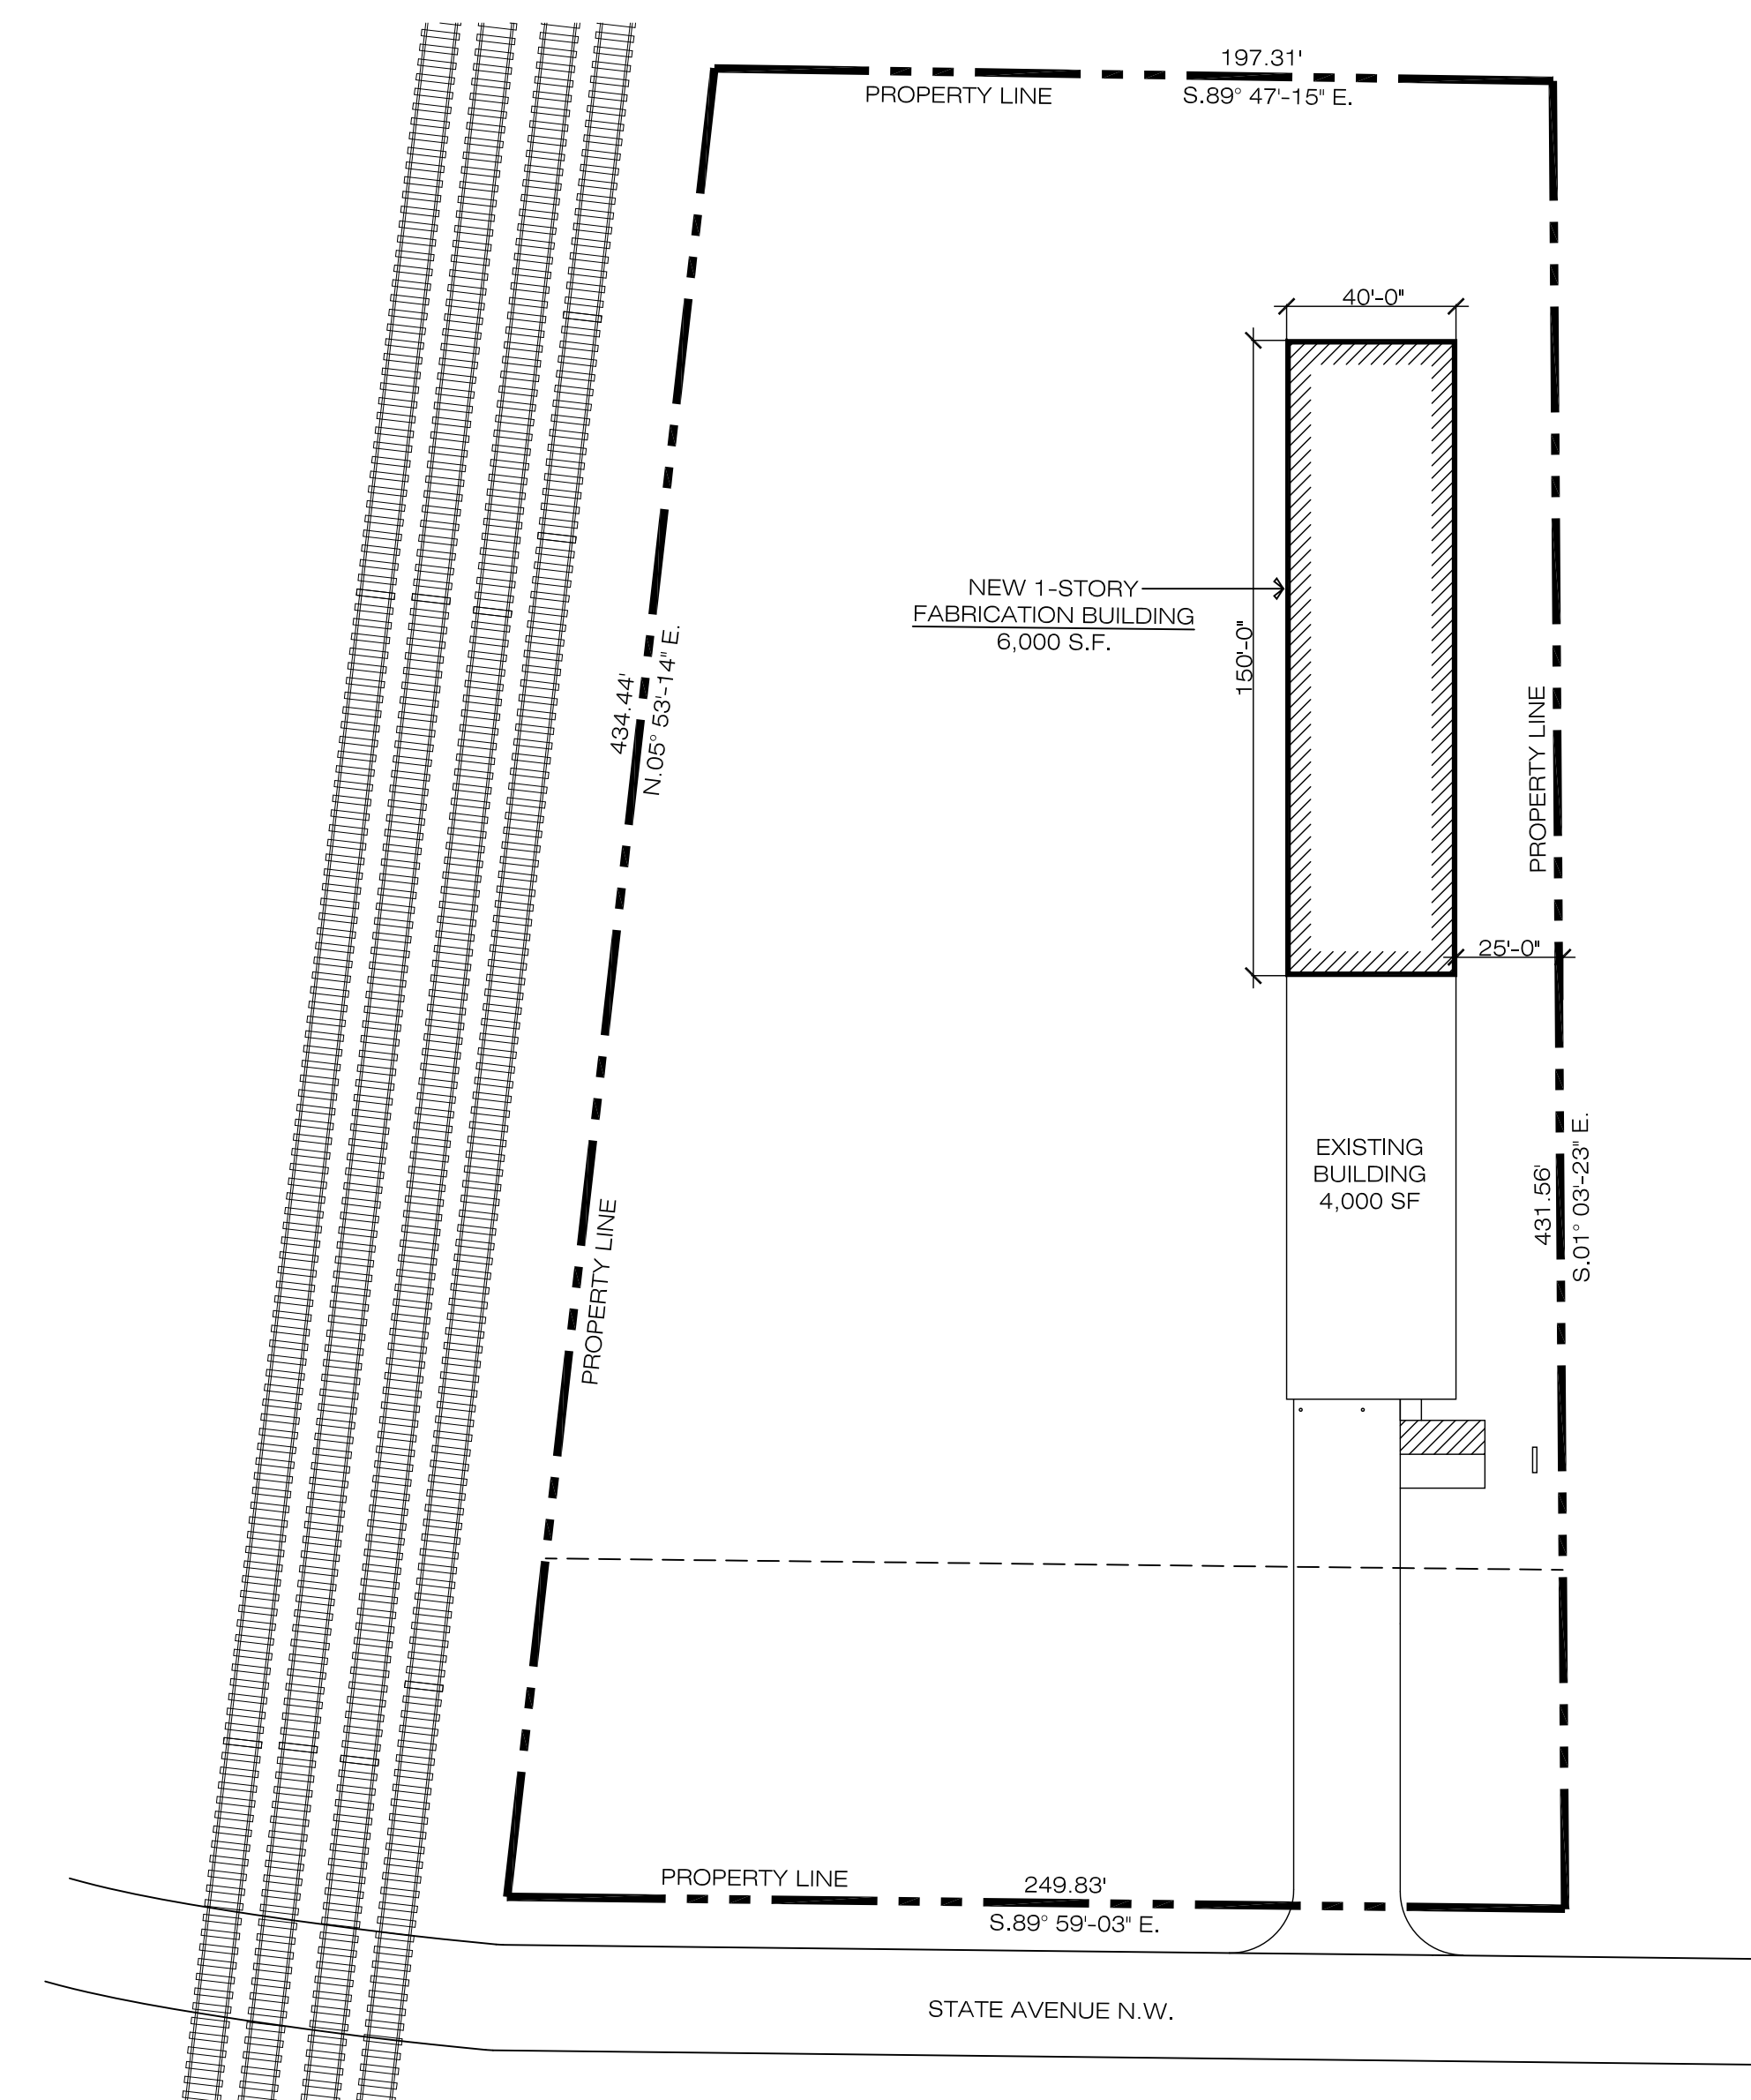 197.31'
PROPERTY LINE
S.89° 47'-15" E.
40'-0"
NEW 1-STORY
FABRICATION BUILDING
6,000 S.F.
150'-0"
434.44'
N.05° 53'-14" E.
PROPERTY LINE
25'-0"
EXISTING
BUILDING
4,000 SF
431.56'
S.01° 03'-23" E.
PROPERTY LINE
PROPERTY LINE
249.83'
S.89° 59'-03" E.
STATE AVENUE N.W.